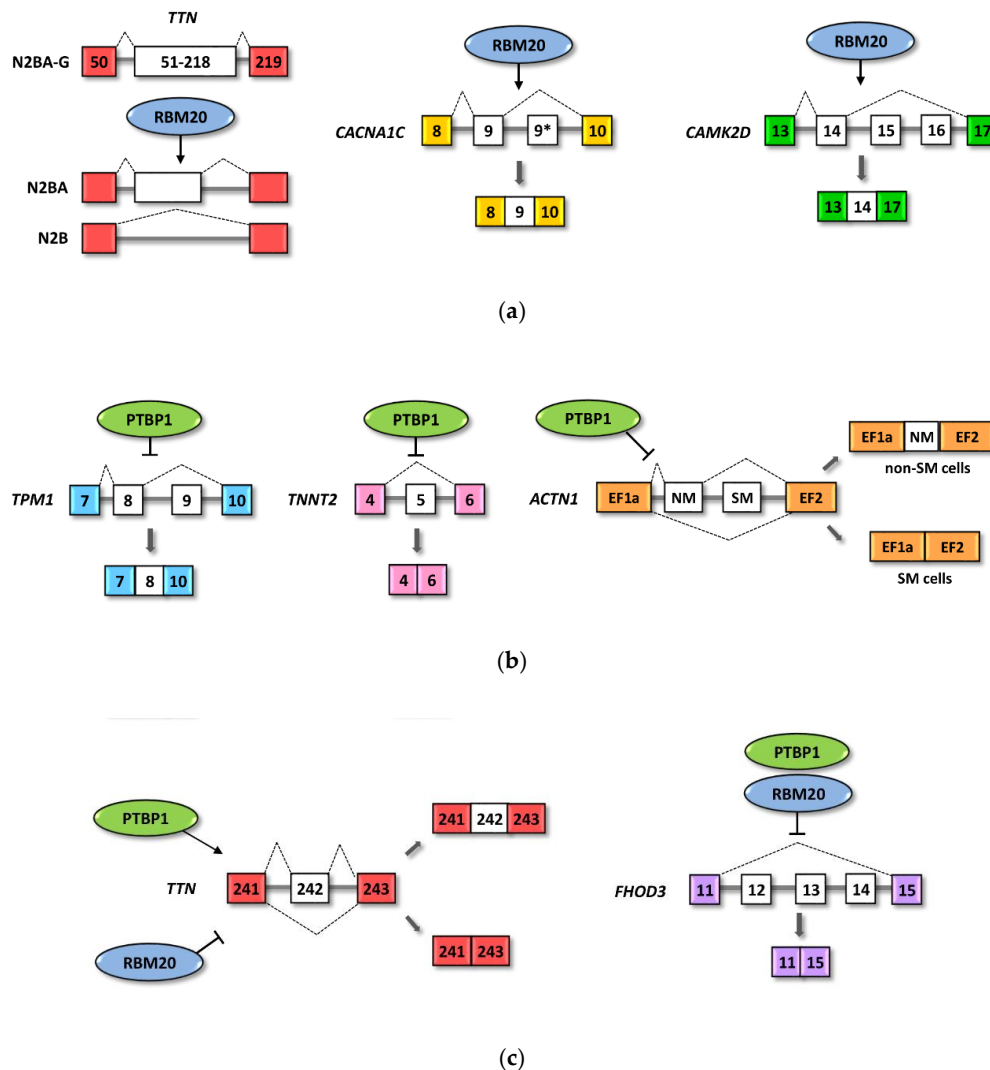 TTN
N2BA-G
50
51-218
219
RBM20
N2BA
N2B
RBM20
CACNA1C
8
9
9*
10
8
9
10
RBM20
CAMK2D
13
14
15
16
17
13
14
17
(a)
PTBP1
TPM1
7
8
9
10
7
8
10
PTBP1
TNNT2
4
5
6
4
6
PTBP1
ACTN1
EF1a
NM
SM
EF2
EF1a
NM
EF2
non-SM cells
EF1a
EF2
SM cells
(b)
PTBP1
TTN
241
242
243
RBM20
241
242
243
241
243
PTBP1
RBM20
FHOD3
11
12
13
14
15
11
15
(c)